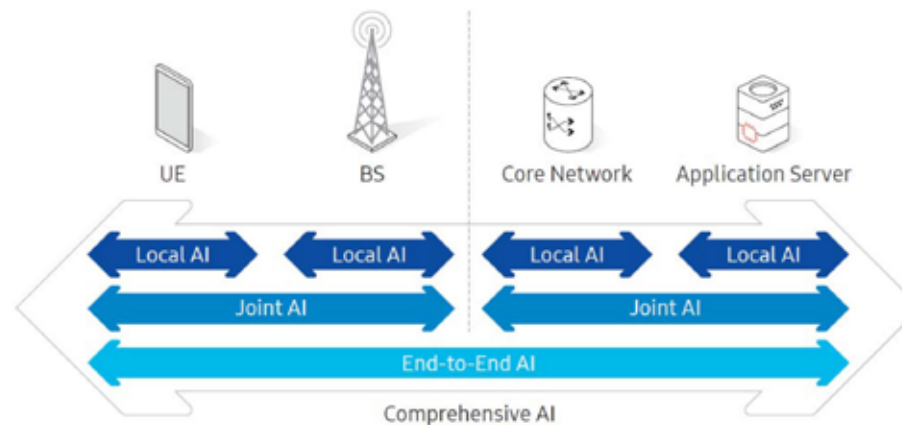 UE
BS
Core Network
Application Server
Local AI
Local AI
Local AI
Local AI
Joint AI
Joint AI
End-to-End AI
Comprehensive AI